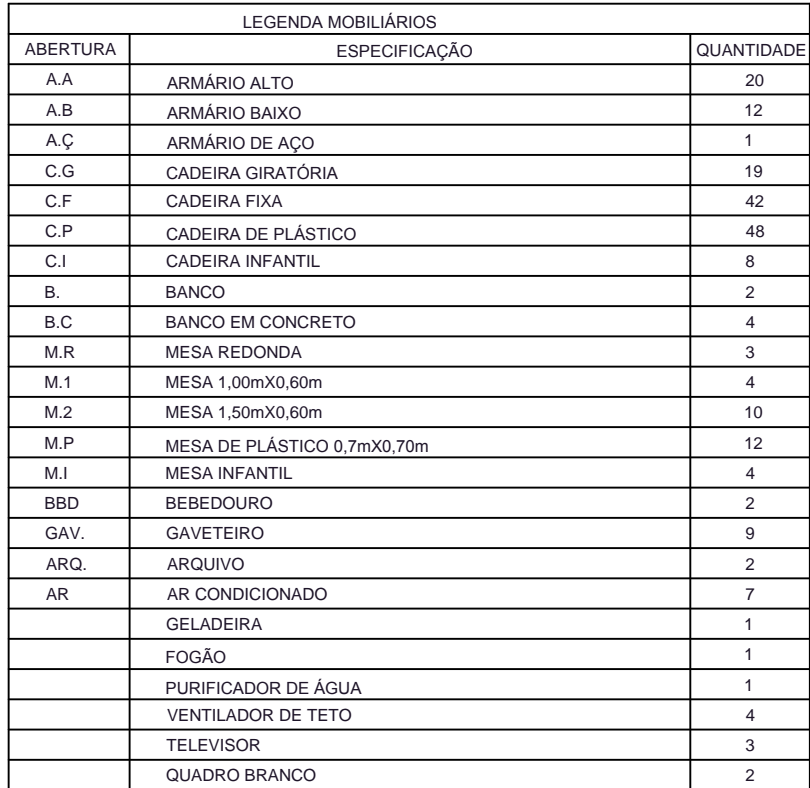 LEGENDA MOBILIÁRIOS
ABERTURA ESPECIFICAÇÃO QUANTIDADE
A.A ARMÁRIO ALTO 20
A.B ARMÁRIO BAIXO 12
A.Ç ARMÁRIO DE AÇO 1
C.G CADEIRA GIRATÓRIA 19
C.F CADEIRA FIXA 42
C.P CADEIRA DE PLÁSTICO 48
C.I CADEIRA INFANTIL 8
B. BANCO 2
B.C BANCO EM CONCRETO 4
M.R MESA REDONDA 3
M.1 MESA 1,00mX0,60m 4
M.2 MESA 1,50mX0,60m 10
M.P MESA DE PLÁSTICO 0,7mX0,70m 12
M.I MESA INFANTIL 4
BBD BEBEDOURO 2
GAV. GAVETEIRO 9
ARQ. ARQUIVO 2
AR AR CONDICIONADO 7
GELADEIRA 1
FOGÃO 1
PURIFICADOR DE ÁGUA 1
VENTILADOR DE TETO 4
TELEVISOR 3
QUADRO BRANCO 2